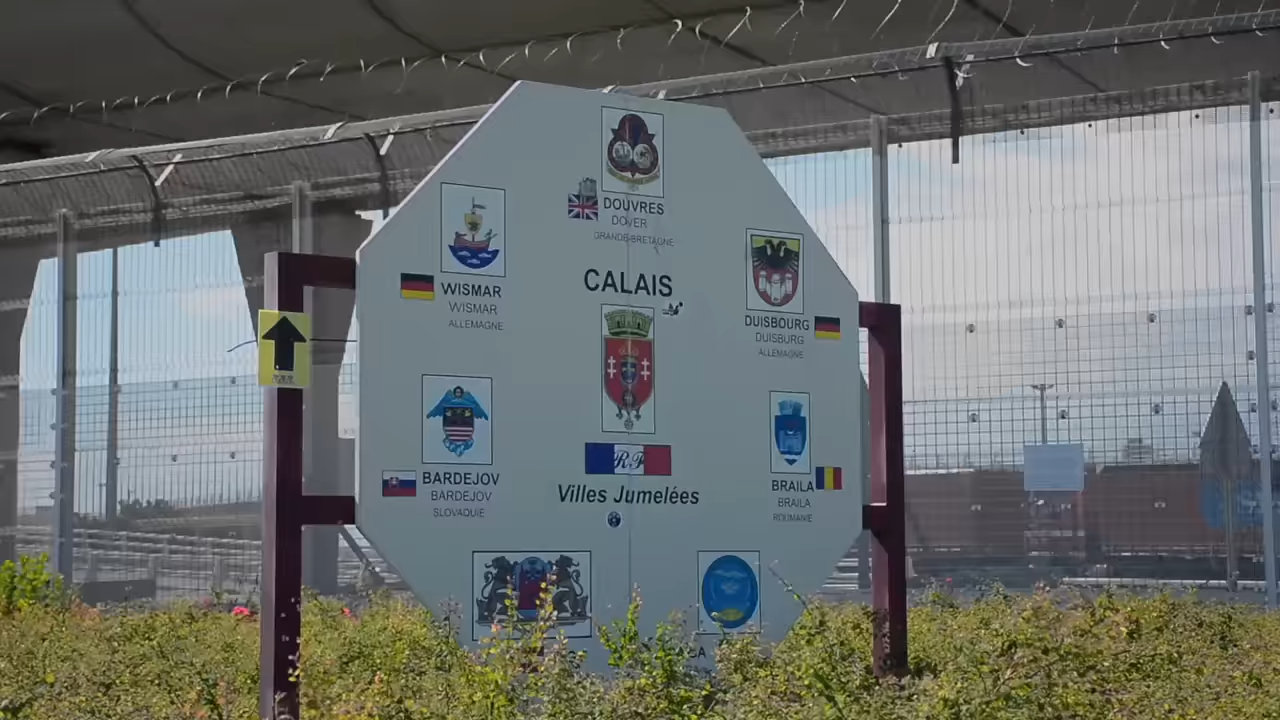 DOUVRES
DOVER
GRANDE-BRETAGNE
WISMAR
WISMAR
ALLEMAGNE
CALAIS
DUISBOURG
DUISBURG
ALLEMAGNE
BARDEJOV
BARDEJOV
SLOVAQUIE
RF
Villes Jumelées
BRAILA
BRAILA
ROUMANIE